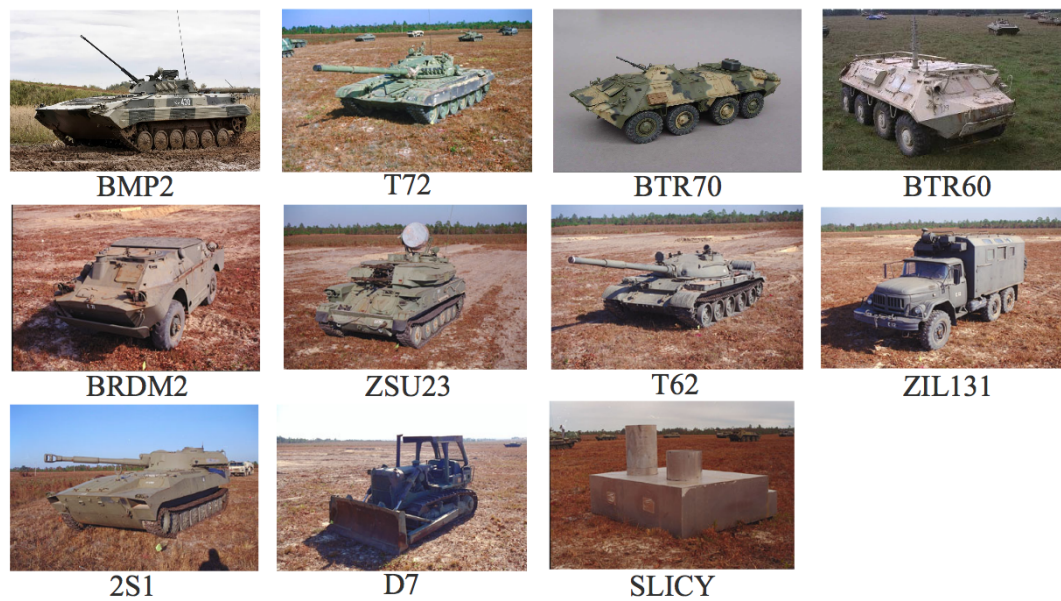 BMP2
T72
BTR70
BTR60
BRDM2
ZSU23
T62
ZIL131
2S1
D7
SLICY